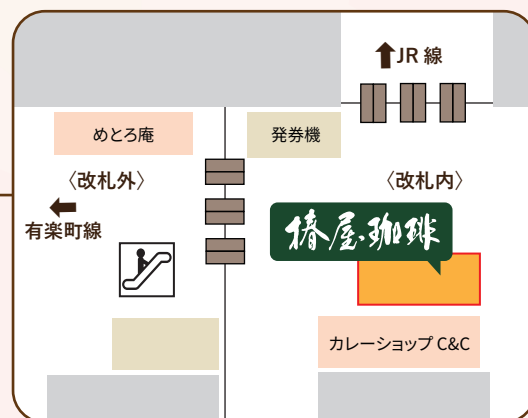 JR 線
めとろ庵
発券機
〈改札外〉
〈改札内〉
有楽町線
椿屋珈琲
カレーショップ C&C